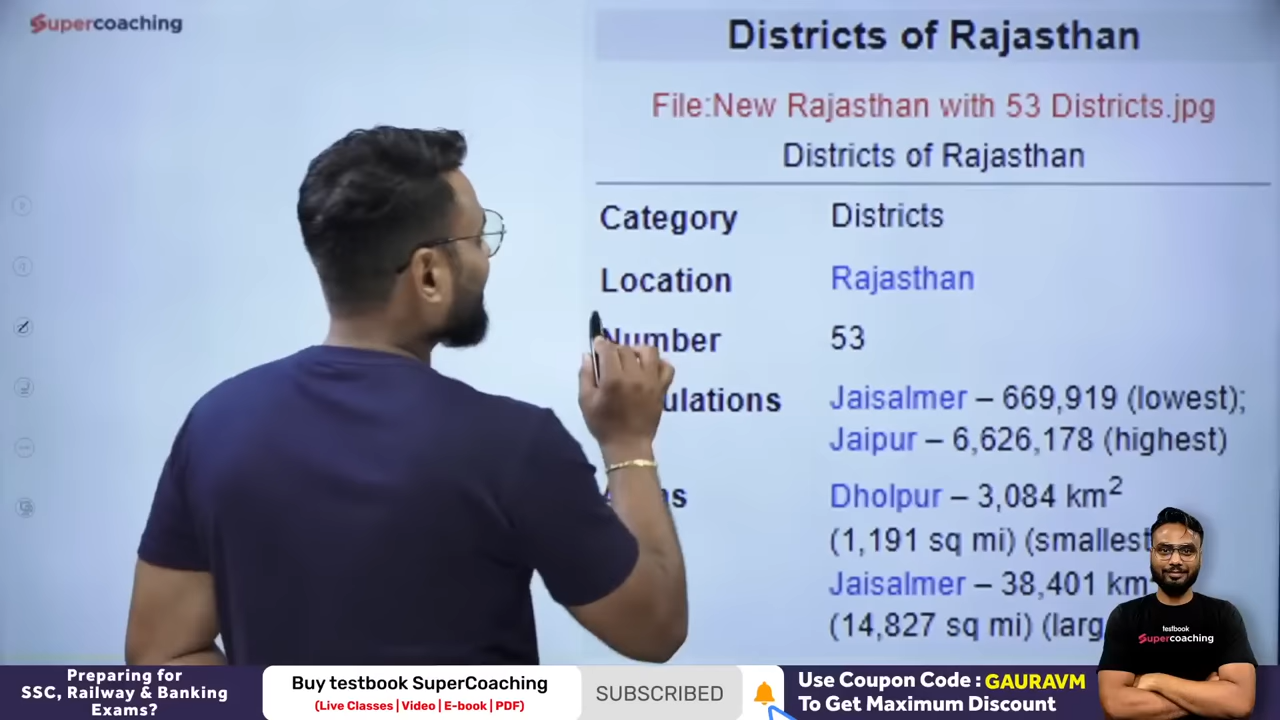 Supercoaching
Districts of Rajasthan
File:New Rajasthan with 53 Districts.jpg
Districts of Rajasthan
Category Districts
Location Rajasthan
Number 53
ulations Jaisalmer – 669,919 (lowest);
Jaipur – 6,626,178 (highest)
Dholpur – 3,084 km²
(1,191 sq mi) (smallest
Jaisalmer – 38,401 km
(14,827 sq mi) (larg
testbook
Supercoaching
Preparing for
SSC, Railway & Banking
Exams?
Buy testbook SuperCoaching
(Live Classes | Video | E-book | PDF)
SUBSCRIBED
Use Coupon Code : GAURAVM
To Get Maximum Discount